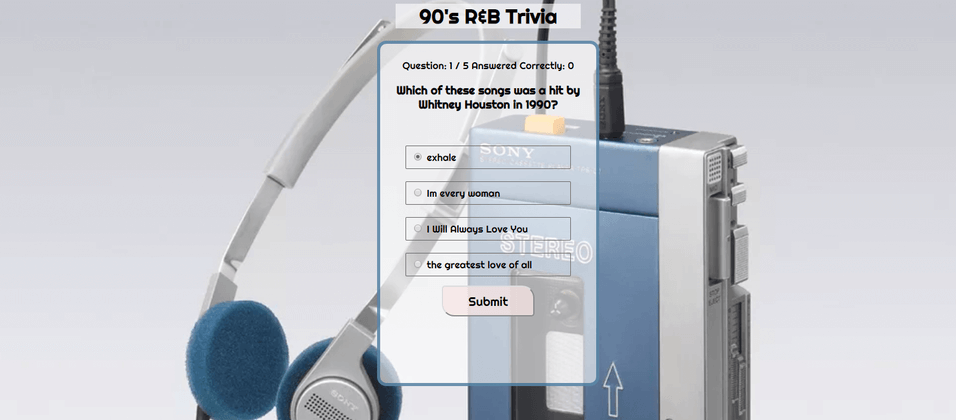 90's R&B Trivia
Question: 1 / 5 Answered Correctly: 0
Which of these songs was a hit by
Whitney Houston in 1990?
SONY
exhale
Im every woman
I Will Always Love You
STEREO
the greatest love of all
Submit
SONY